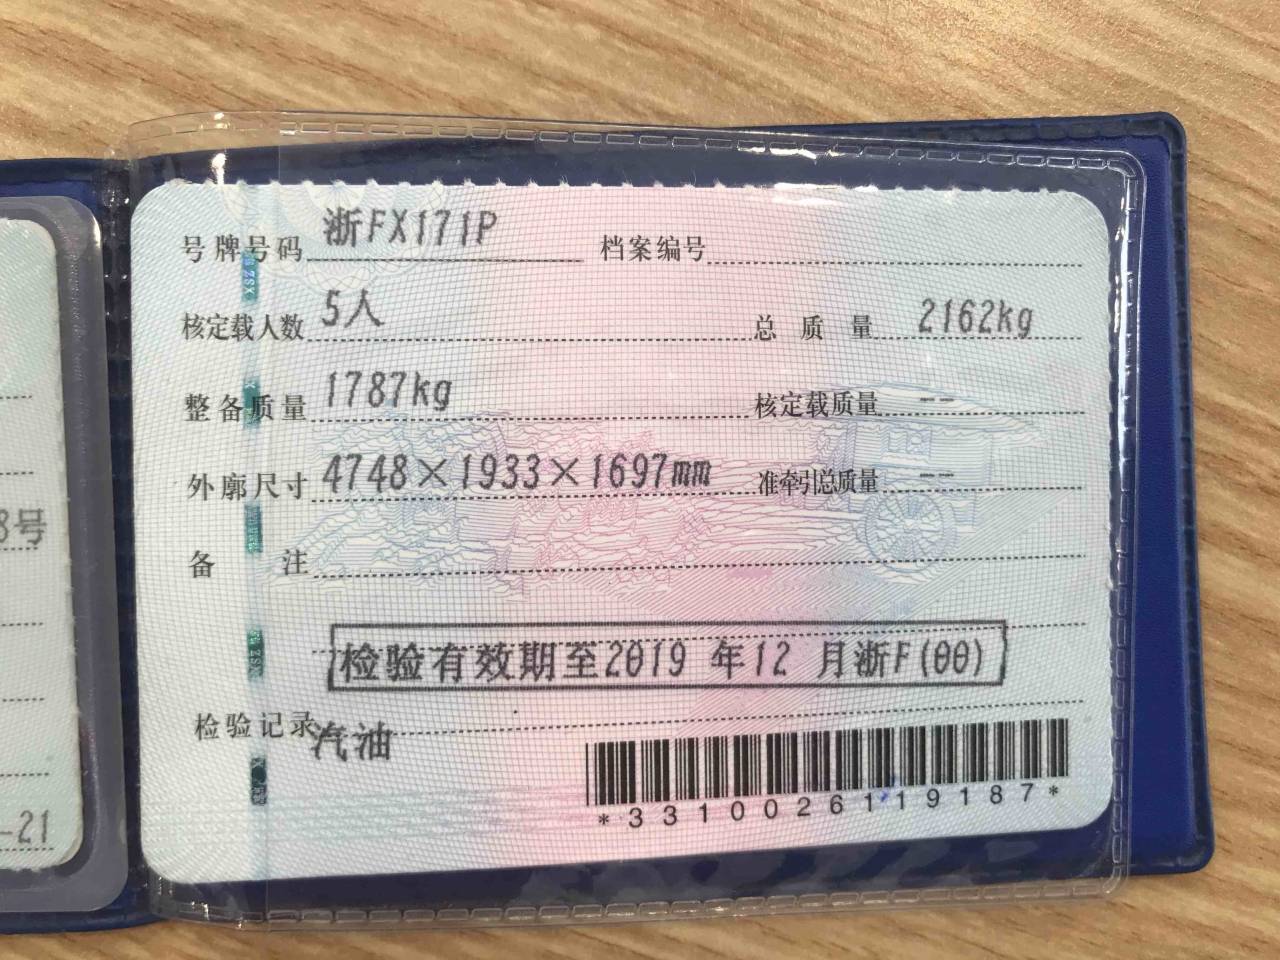 号牌号码 浙FX171P 档案编号
核定载人数 5人 总质量 2162kg
整备质量 1787kg 核定载质量 --
外廓尺寸 4748×1933×1697mm 准牵引总质量 --
备注
检验有效期至2019 年12 月浙F(00)
检验记录 汽油
*3310026119187*
8号
-21